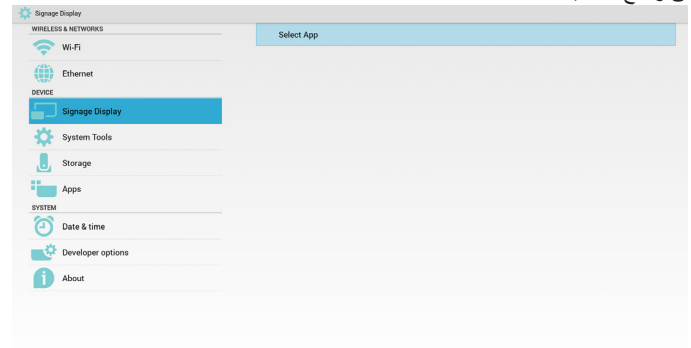 Signage Display
WIRELESS & NETWORKS
Wi-Fi
Ethernet
DEVICE
Signage Display
System Tools
Storage
Apps
SYSTEM
Date & time
Developer options
About
Select App